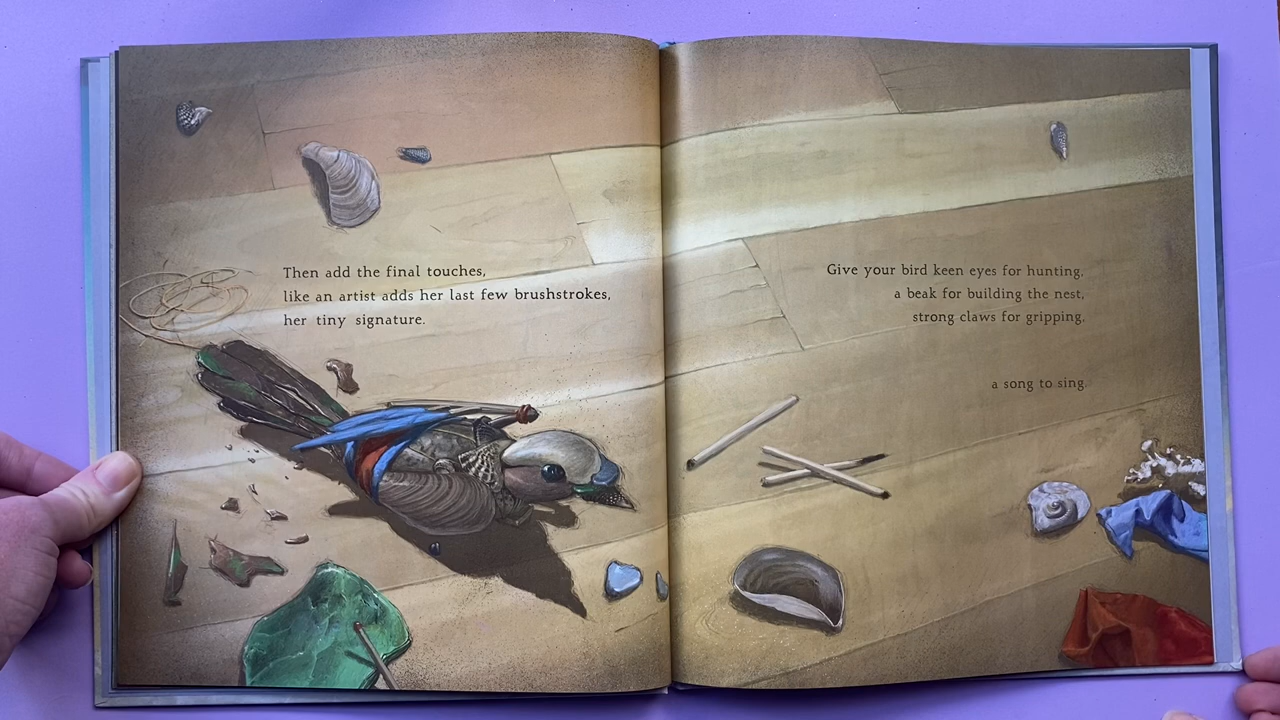 Then add the final touches,
like an artist adds her last few brushstrokes,
her tiny signature.
Give your bird keen eyes for hunting,
a beak for building the nest,
strong claws for gripping.
a song to sing.